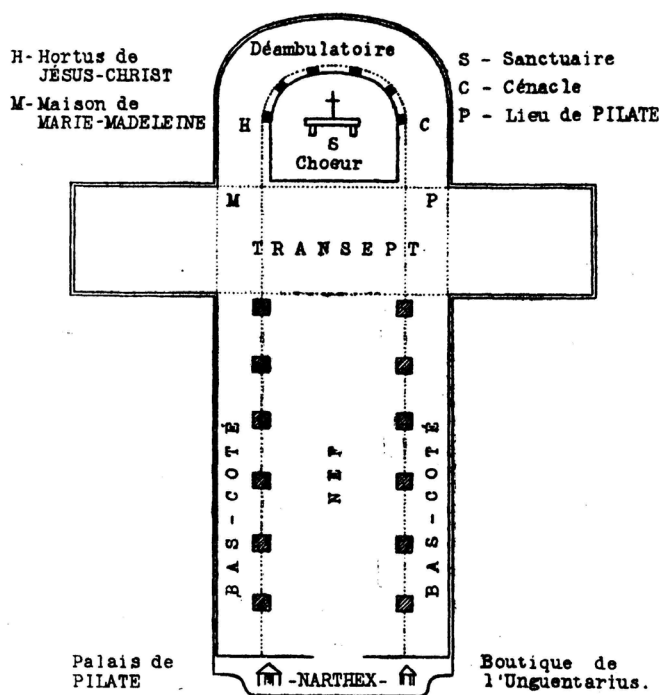 H- Hortus de
JÉSUS-CHRIST
M- Maison de
MARIE-MADELEINE
Déambulatoire
S - Sanctuaire
C - Cénacle
P - Lieu de PILATE
H
C
S
Choeur
M
P
TRANSEPT
BAS-COTÉ
NEF
BAS-COTÉ
Palais de
PILATE
-NARTHEX-
Boutique de
l'Unguentarius.